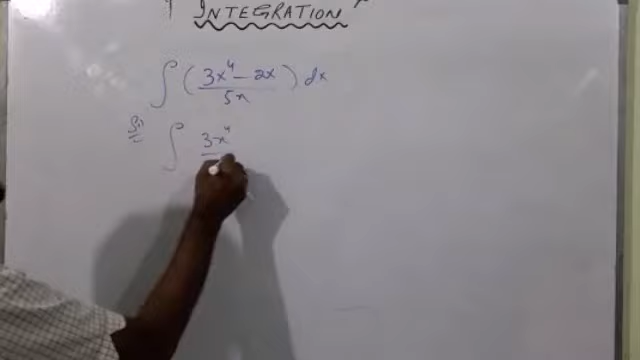 INTEGRATION
∫ ( 3x⁴ - 2x / 5x ) dx
Sol ∫ 3x⁴